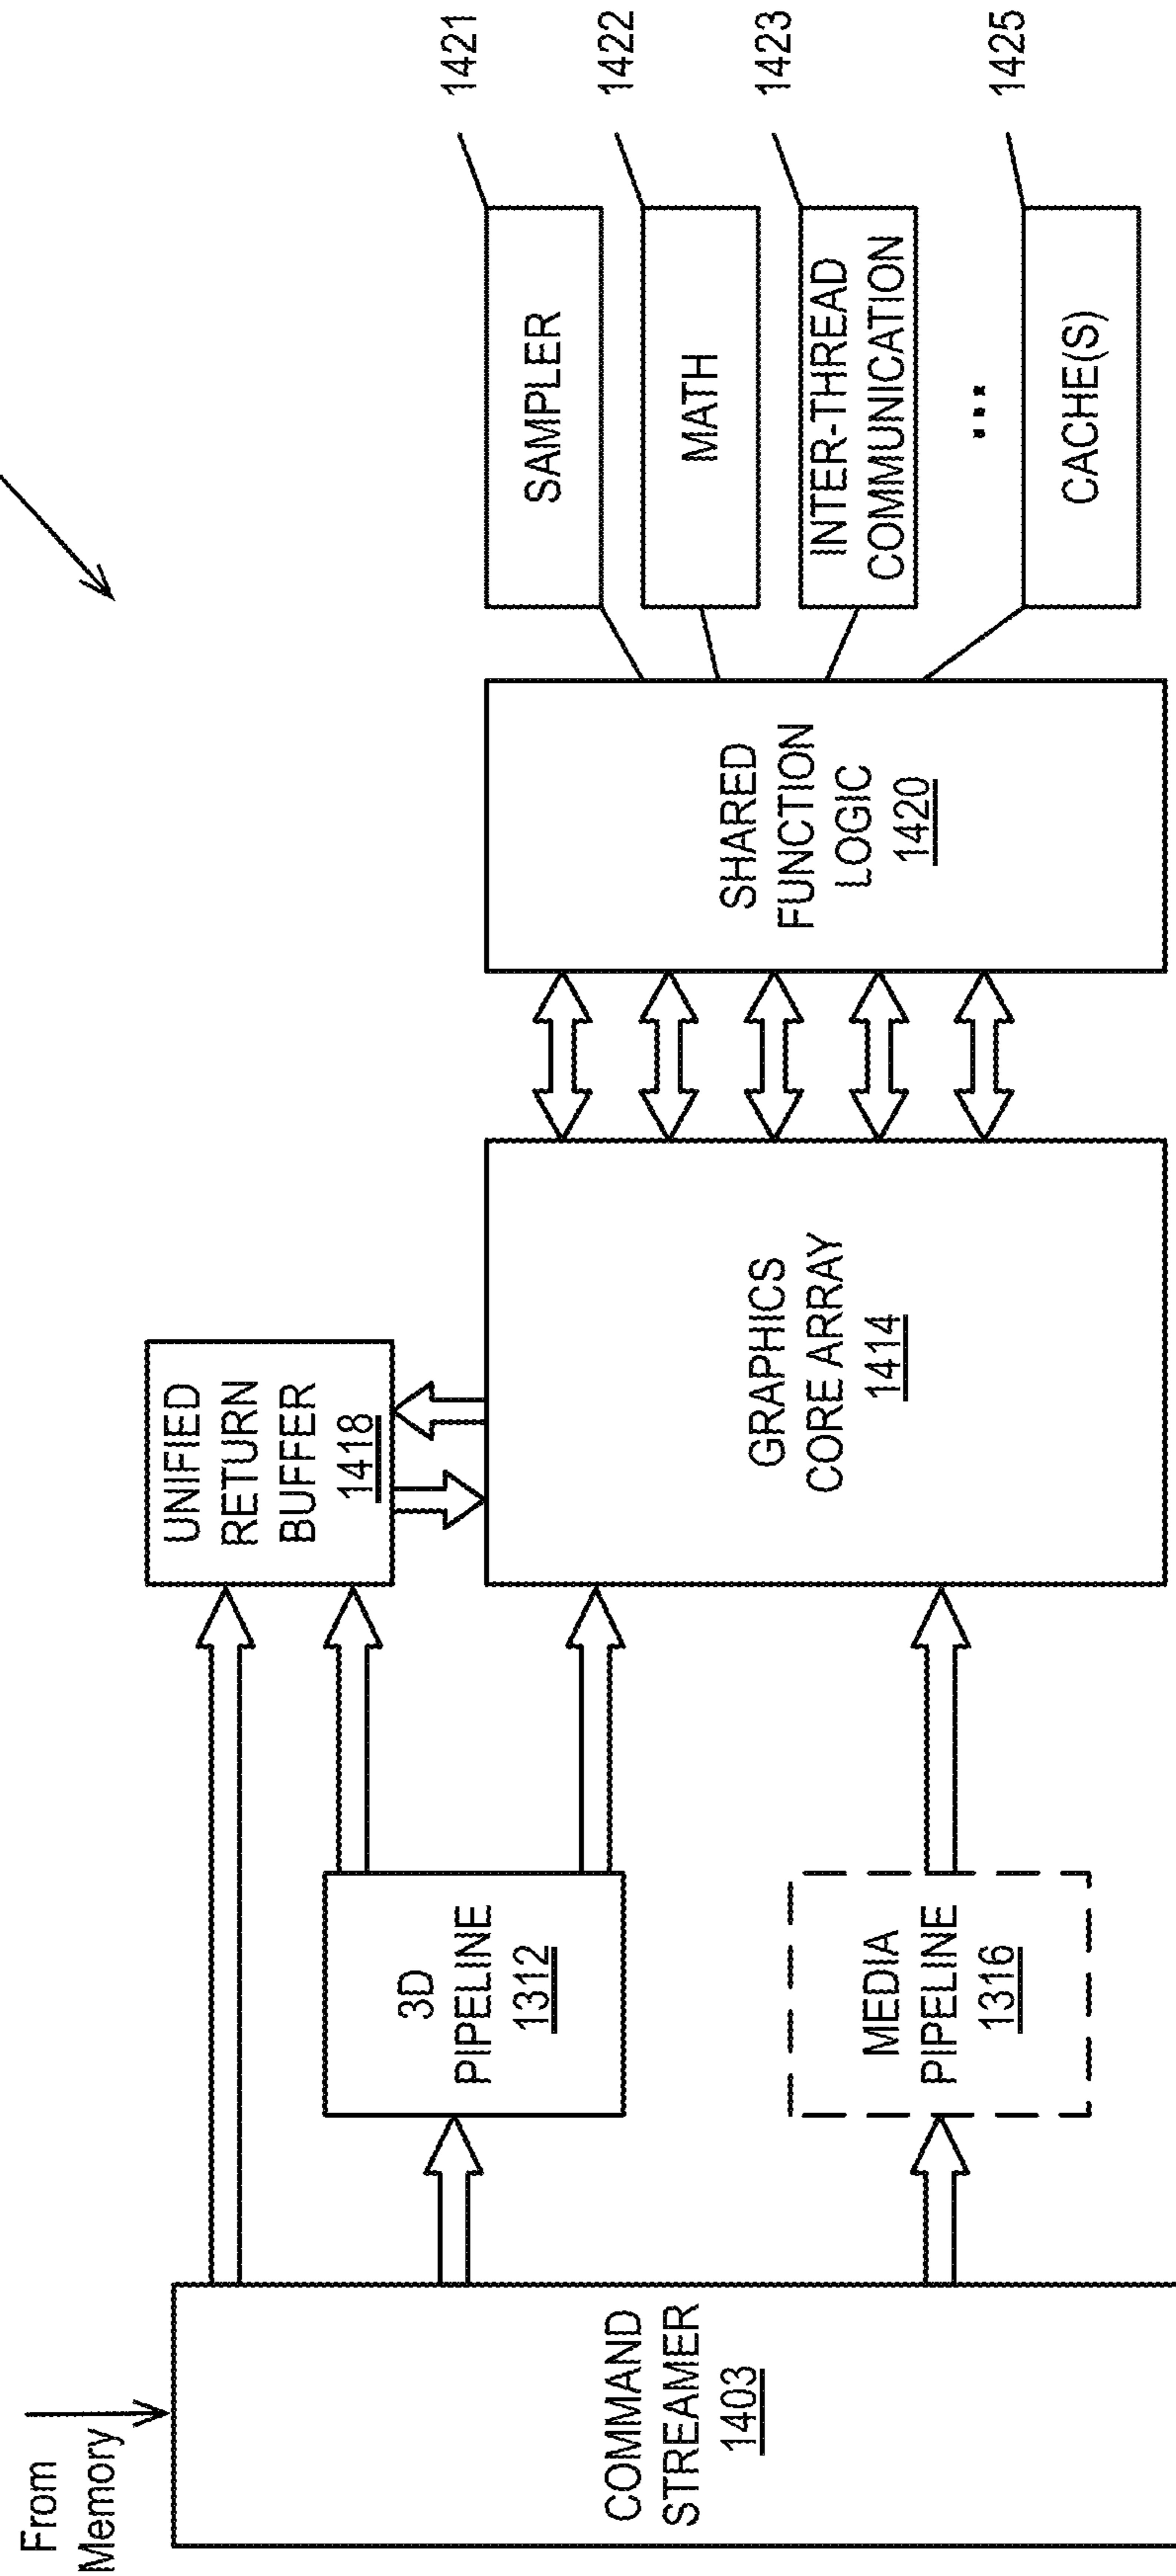 From
Memory
COMMAND
STREAMER
1403
3D
PIPELINE
1312
MEDIA
PIPELINE
1316
UNIFIED
RETURN
BUFFER
1418
GRAPHICS
CORE ARRAY
1414
SHARED
FUNCTION
LOGIC
1420
SAMPLER
1421
MATH
1422
INTER-THREAD
COMMUNICATION
1423
...
CACHE(S)
1425